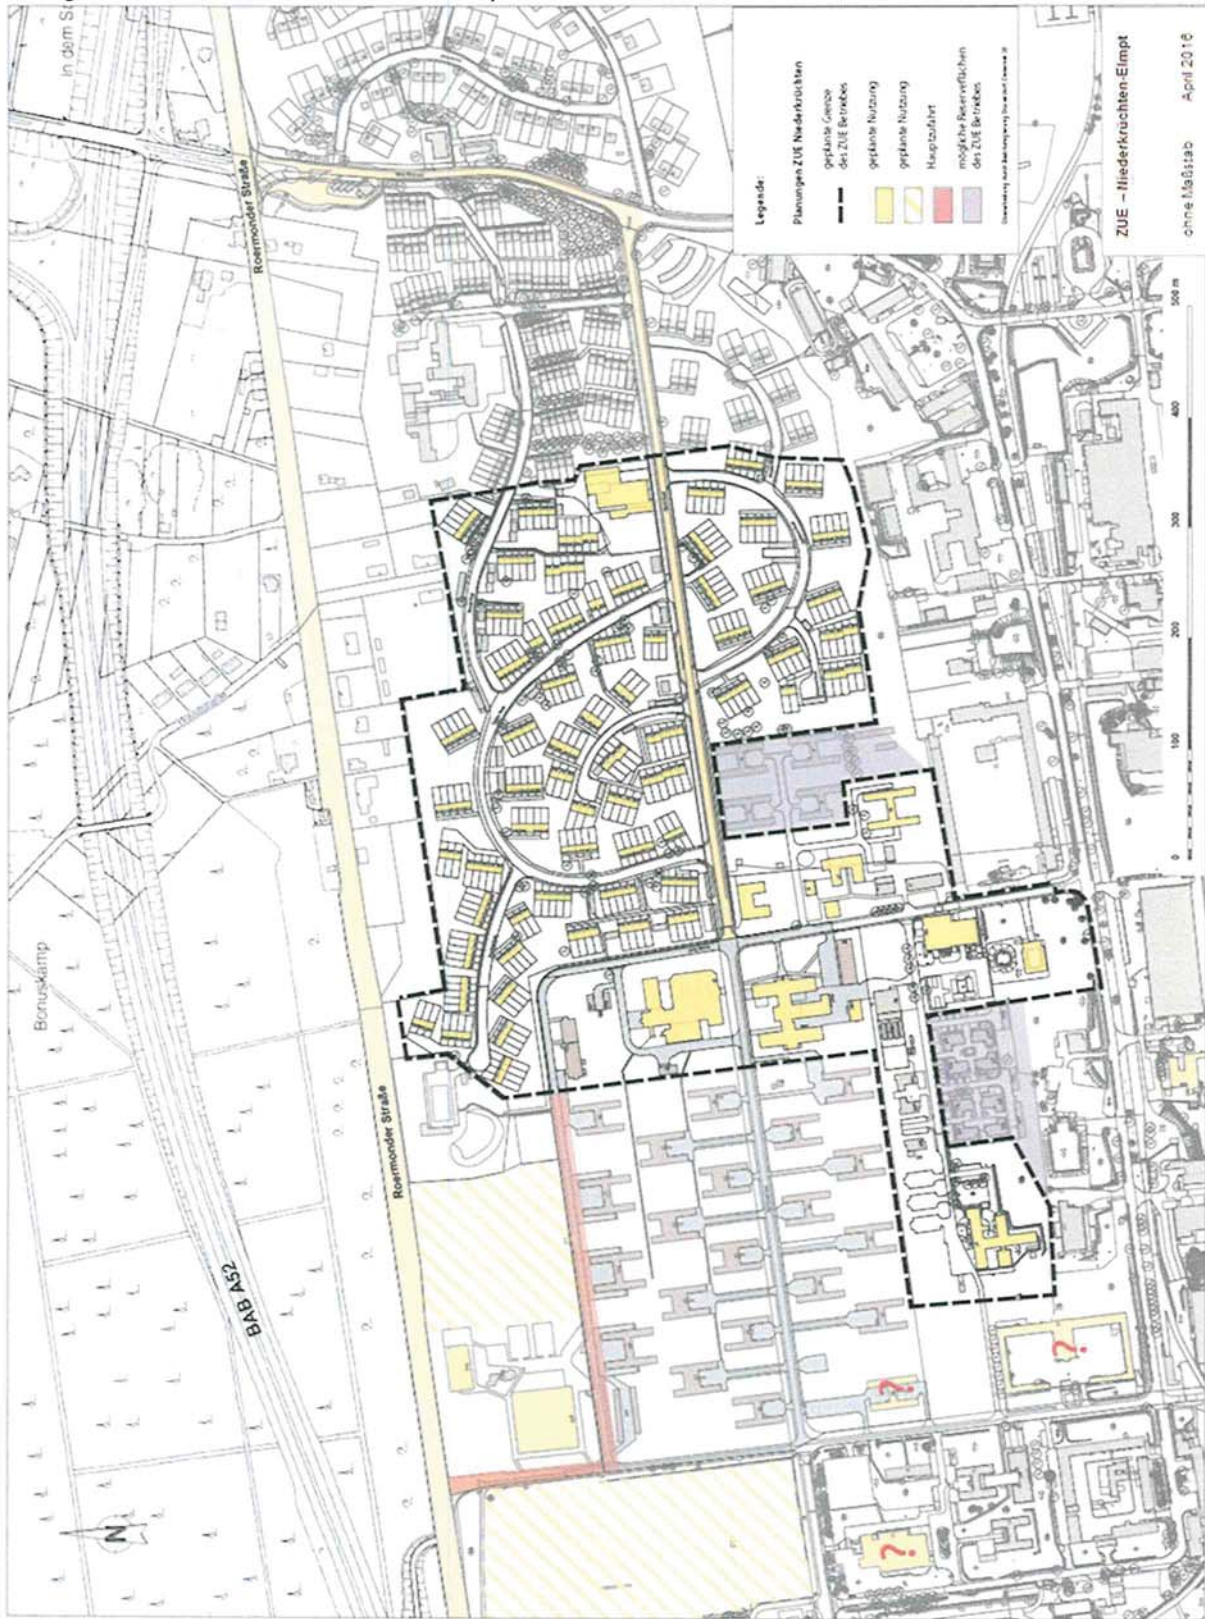 in dem S
Roermonder Straße
Bonuskamp
Roermonder Straße
BAB A52
N
?
?
?
Legende:
Planungen ZUE Niederkrüchten
geplante Grenze
des ZUE Betriebes
geplante Nutzung
geplante Nutzung
Hauptzufahrt
mögliche Reserveflächen
des ZUE Betriebes
0
100
200
300
400
500 m
ZUE – Niederkrüchten-Elmpt
ohne Maßstab April 2016